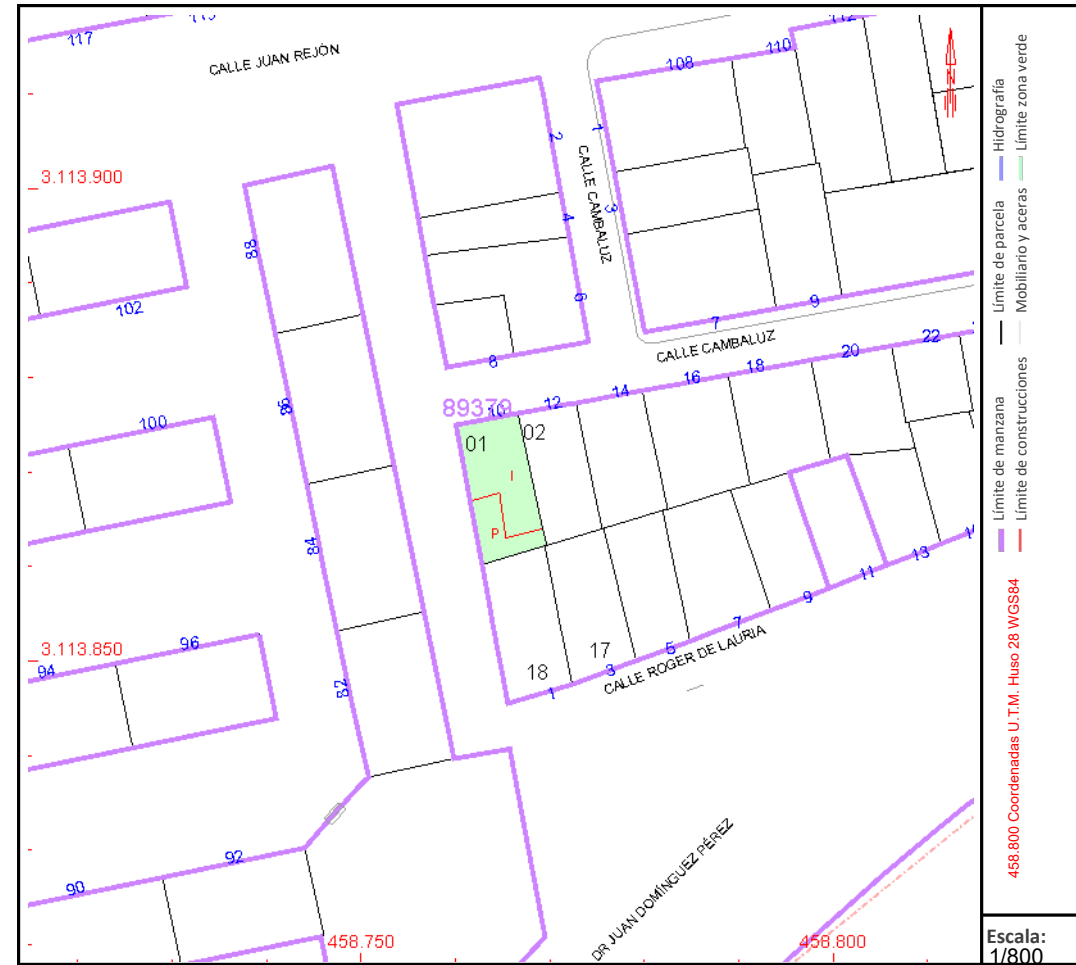 117
CALLE JUAN REJÓN
108
110
112
1
2
3
CALLE CAMBALUZ
4
6
7
9
CALLE CAMBALUZ
8
3.113.900
88
102
86
100
84
89379
10
12
14
16
18
20
22
01
02
I
P
3.113.850
94
96
82
18
17
1
3
5
7
9
11
13
CALLE ROGER DE LAURIA
92
90
DR JUAN DOMÍNGUEZ PÉREZ
458.750
458.800
N
Límite de manzana
Límite de parcela
Hidrografía
Límite de construcciones
Mobiliario y aceras
Límite zona verde
458.800 Coordenadas U.T.M. Huso 28 WGS84
Escala:
1/800